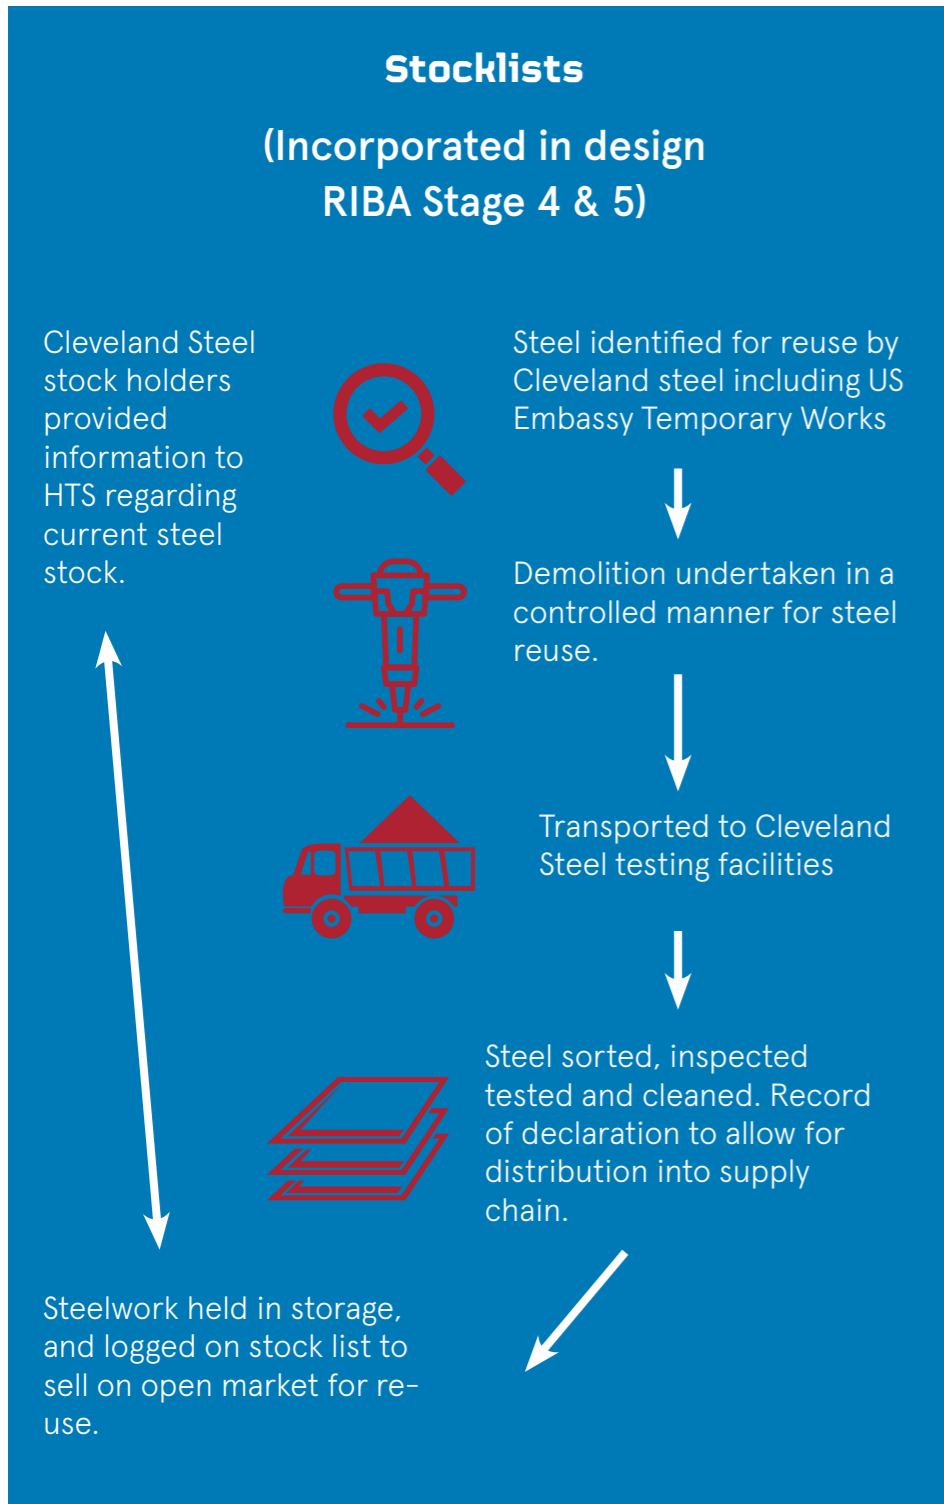 Stocklists
(Incorporated in design
RIBA Stage 4 & 5)
Cleveland Steel
stock holders
provided
information to
HTS regarding
current steel
stock.
Steel identified for reuse by
Cleveland steel including US
Embassy Temporary Works
Demolition undertaken in a
controlled manner for steel
reuse.
Transported to Cleveland
Steel testing facilities
Steel sorted, inspected
tested and cleaned. Record
of declaration to allow for
distribution into supply
chain.
Steelwork held in storage,
and logged on stock list to
sell on open market for re-
use.